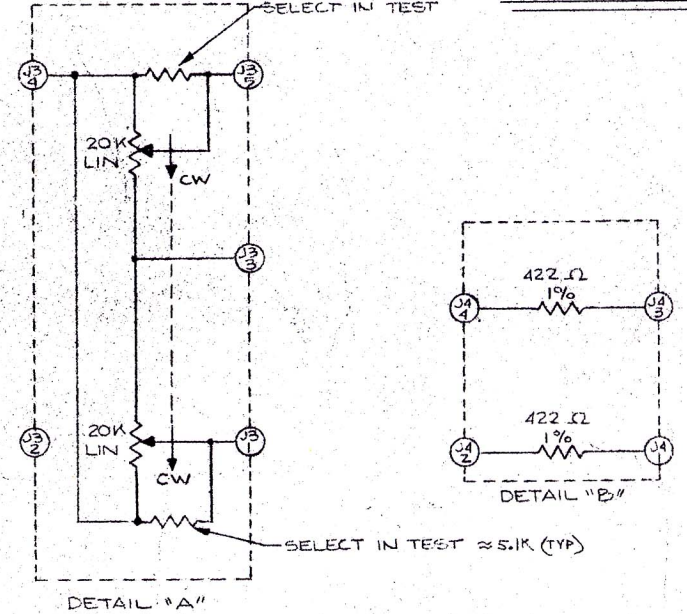 SELECT IN TEST
J3
4
J3
5
20K
LIN
CW
J3
3
J3
2
20K
LIN
J3
1
CW
SELECT IN TEST ≈ 5.1K (TYP)
DETAIL "A"
422 Ω
1%
J4
4
J4
3
422 Ω
1%
J4
2
J4
1
DETAIL "B"